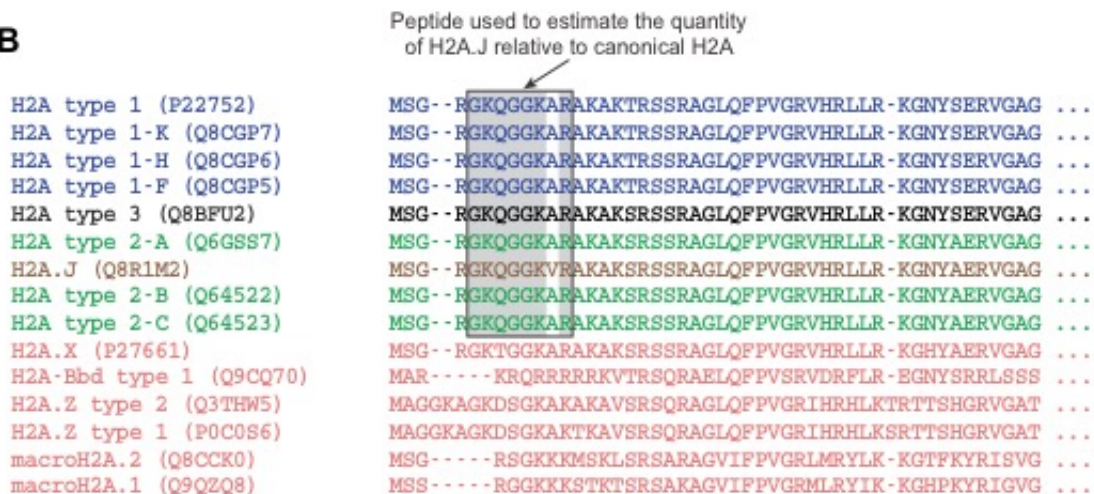 Peptide used to estimate the quantity
of H2A.J relative to canonical H2A
B
H2A type 1 (P22752) MSG--RGKQGGKARAKAKTRSSRAGLQFPVGRVHRLLR-KGNYSERVGAG ...
H2A type 1-K (Q8CGP7) MSG--RGKQGGKARAKAKTRSSRAGLQFPVGRVHRLLR-KGNYSERVGAG ...
H2A type 1-H (Q8CGP6) MSG--RGKQGGKARAKAKTRSSRAGLQFPVGRVHRLLR-KGNYSERVGAG ...
H2A type 1-F (Q8CGP5) MSG--RGKQGGKARAKAKTRSSRAGLQFPVGRVHRLLR-KGNYSERVGAG ...
H2A type 3 (Q8BFU2) MSG--RGKQGGKARAKAKSRSSRAGLQFPVGRVHRLLR-KGNYSERVGAG ...
H2A type 2-A (Q6GSS7) MSG--RGKQGGKARAKAKSRSSRAGLQFPVGRVHRLLR-KGNYAERVGAG ...
H2A.J (Q8R1M2) MSG--RGKQGGKVRAKAKSRSSRAGLQFPVGRVHRLLR-KGNYAERVGAG ...
H2A type 2-B (Q64522) MSG--RGKQGGKARAKAKSRSSRAGLQFPVGRVHRLLR-KGNYAERVGAG ...
H2A type 2-C (Q64523) MSG--RGKQGGKARAKAKSRSSRAGLQFPVGRVHRLLR-KGNYAERVGAG ...
H2A.X (P27661) MSG--RGKTGGKARAKAKSRSSRAGLQFPVGRVHRLLR-KGHYAERVGAG ...
H2A-Bbd type 1 (Q9CQ70) MAR-----KRQRRRRRKVTRSQRAELQFPVSRVDRFLR-EGNYSRRLSSS ...
H2A.Z type 2 (Q3THW5) MAGGKAGKDSGKAKAKAVSRSQRAGLQFPVGRIHRHLKTRTTSHGRVGAT ...
H2A.Z type 1 (P0C0S6) MAGGKAGKDSGKAKTKAVSRSQRAGLQFPVGRIHRHLKSRTTSHGRVGAT ...
macroH2A.2 (Q8CCK0) MSG-----RSGKKKMSKLSRSARAGVIFPVGRLMRYLK-KGTFKYRISVG ...
macroH2A.1 (Q9QZQ8) MSS-----RGGKKKSTKTSRSAKAGVIFPVGRMLRYIK-KGHPKYRIGVG ...